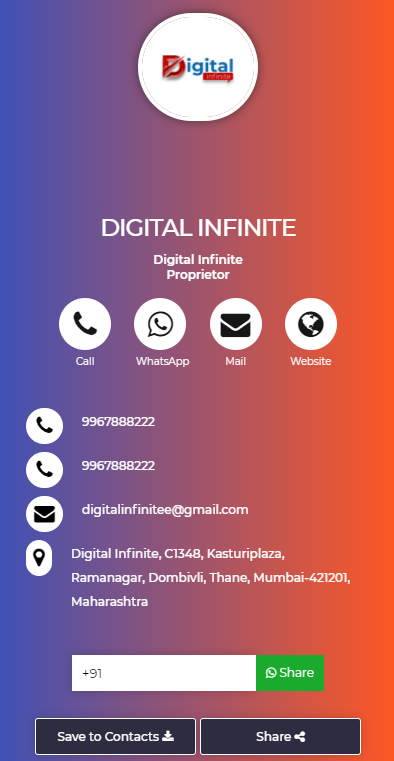 Digital
Infinite
DIGITAL INFINITE
Digital Infinite
Proprietor
Call WhatsApp Mail Website
9967888222
9967888222
digitalinfinitee@gmail.com
Digital Infinite, C1348, Kasturiplaza,
Ramanagar, Dombivli, Thane, Mumbai-421201,
Maharashtra
+91 Share
Save to Contacts Share